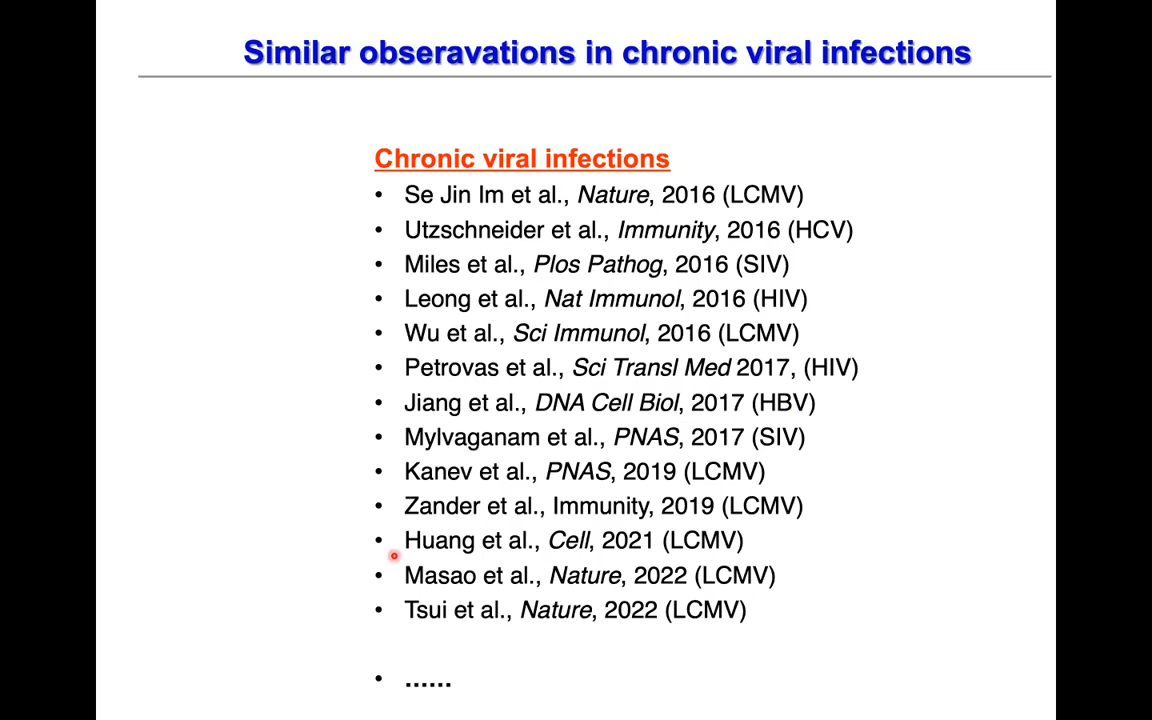 Similar obseravations in chronic viral infections
Chronic viral infections
• Se Jin Im et al., Nature, 2016 (LCMV)
• Utzschneider et al., Immunity, 2016 (HCV)
• Miles et al., Plos Pathog, 2016 (SIV)
• Leong et al., Nat Immunol, 2016 (HIV)
• Wu et al., Sci Immunol, 2016 (LCMV)
• Petrovas et al., Sci Transl Med 2017, (HIV)
• Jiang et al., DNA Cell Biol, 2017 (HBV)
• Mylvaganam et al., PNAS, 2017 (SIV)
• Kanev et al., PNAS, 2019 (LCMV)
• Zander et al., Immunity, 2019 (LCMV)
• Huang et al., Cell, 2021 (LCMV)
• Masao et al., Nature, 2022 (LCMV)
• Tsui et al., Nature, 2022 (LCMV)
• ......